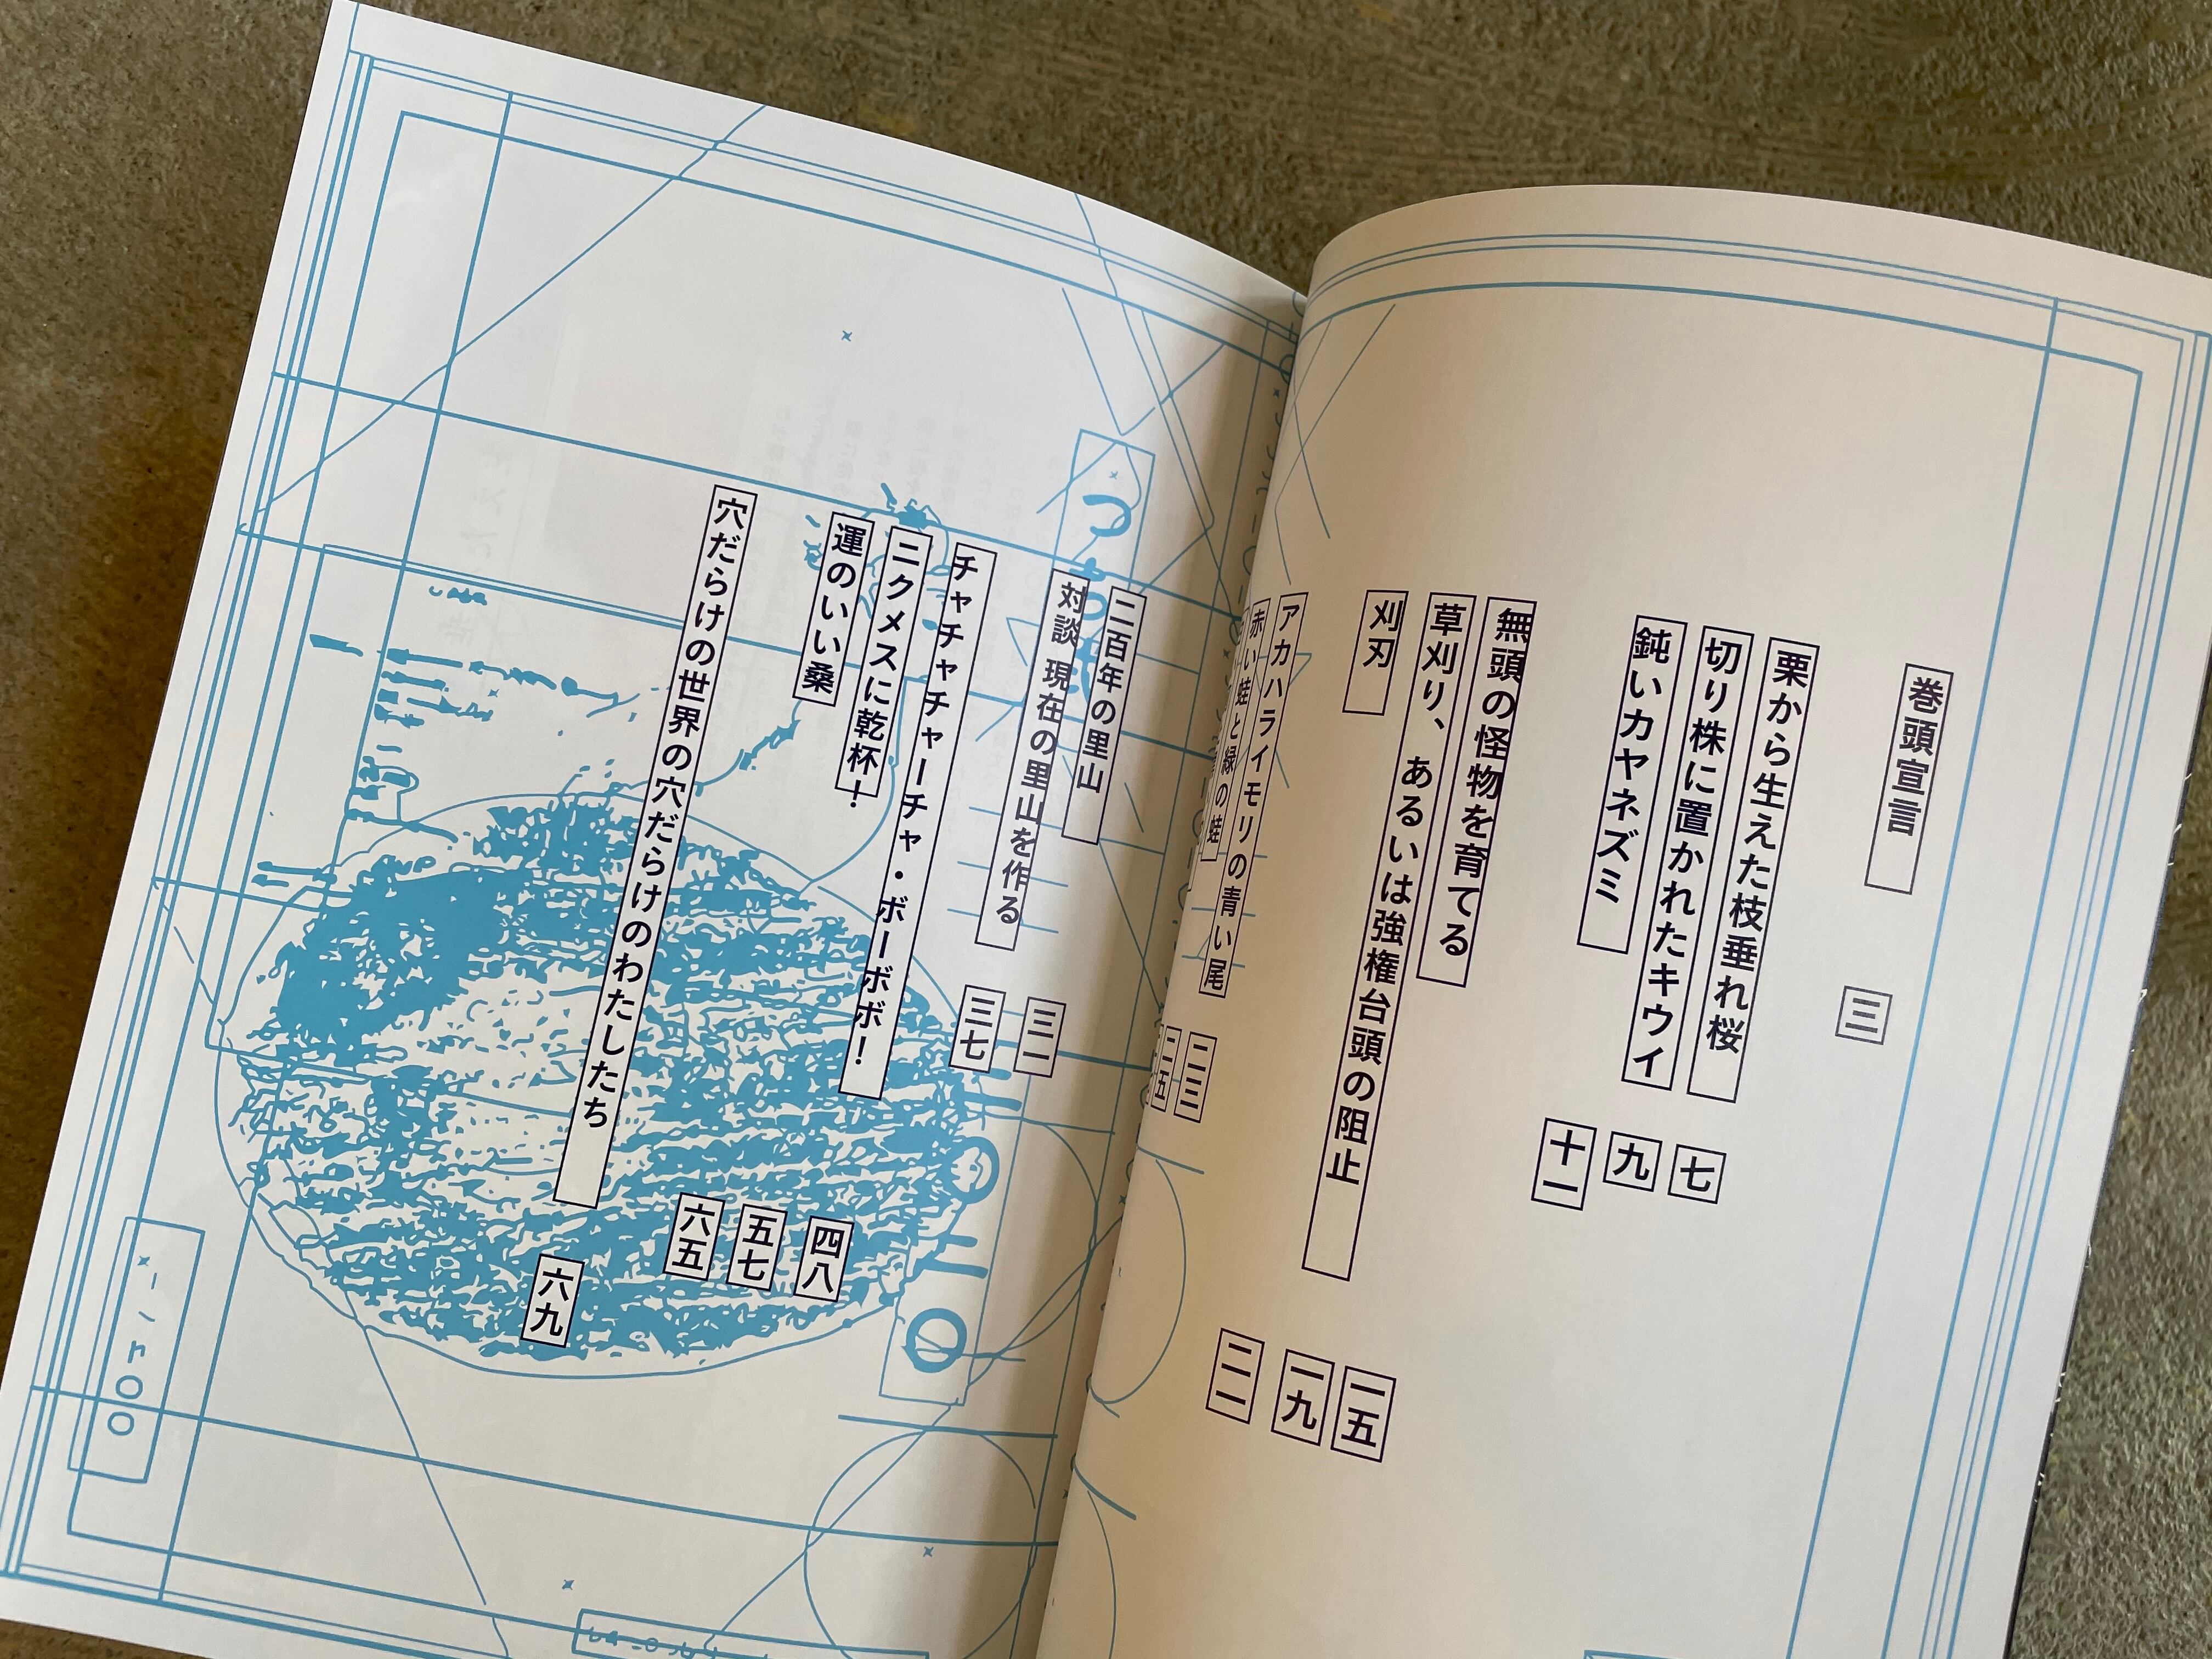 巻頭宣言
三
栗から生えた枝垂れ桜
七
切り株に置かれたキウイ
九
鈍いカヤネズミ
十一
無頭の怪物を育てる
一五
草刈り、あるいは強権台頭の阻止
一九
刈刃
二一
アカハライモリの青い尾
二三
赤い蛙と緑の蛙
二五
二百年の里山
三一
対談 現在の里山を作る
三七
チャチャチャーチャ・ボーボボ!
四八
ニクメスに乾杯!
五七
運のいい桑
六五
穴だらけの世界の穴だらけのわたしたち
六九